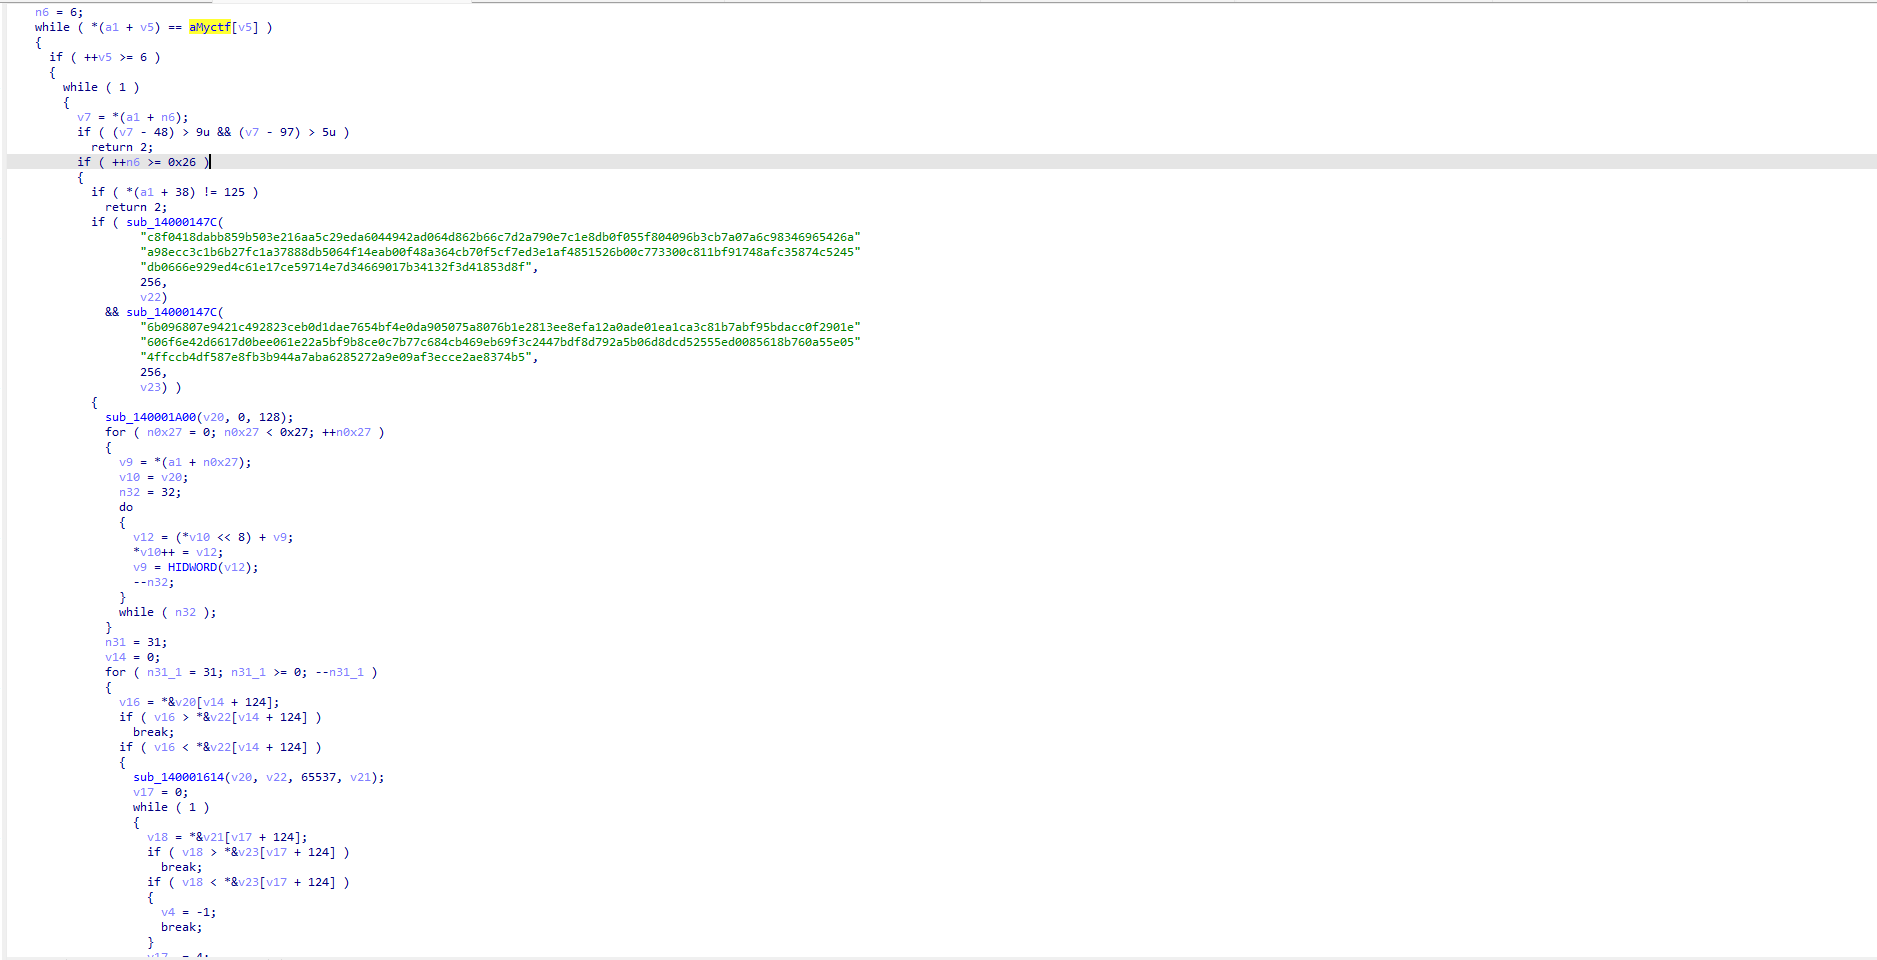 n6 = 6;
while ( *(a1 + v5) == aMyctf[v5] )
{
if ( ++v5 >= 6 )
{
while ( 1 )
{
v7 = *(a1 + n6);
if ( (v7 - 48) > 9u && (v7 - 97) > 5u )
return 2;
if ( ++n6 >= 0x26 )
{
if ( *(a1 + 38) != 125 )
return 2;
if ( sub_14000147C(
"c8f0418dabb859b503e216aa5c29eda6044942ad064d862b66c7d2a790e7c1e8db0f055f804096b3cb7a07a6c98346965426a"
"a98ecc3c1b6b27fc1a37888db5064f14eab00f48a364cb70f5cf7ed3e1af4851526b00c773300c811bf91748afc35874c5245"
"db0666e929ed4c61e17ce59714e7d34669017b34132f3d41853d8f",
256,
v22)
&& sub_14000147C(
"6b096807e9421c492823ceb0d1dae7654bf4e0da905075a8076b1e2813ee8efa12a0ade01ea1ca3c81b7abf95bdacc0f2901e"
"606f6e42d6617d0bee061e22a5bf9b8ce0c7b77c684cb469eb69f3c2447bdf8d792a5b06d8dcd52555ed0085618b760a55e05"
"4ffccb4df587e8fb3b944a7aba6285272a9e09af3ecce2ae8374b5",
256,
v23) )
{
sub_140001A00(v20, 0, 128);
for ( n0x27 = 0; n0x27 < 0x27; ++n0x27 )
{
v9 = *(a1 + n0x27);
v10 = v20;
n32 = 32;
do
{
v12 = (*v10 << 8) + v9;
*v10++ = v12;
v9 = HIDWORD(v12);
--n32;
}
while ( n32 );
}
n31 = 31;
v14 = 0;
for ( n31_1 = 31; n31_1 >= 0; --n31_1 )
{
v16 = *&v20[v14 + 124];
if ( v16 > *&v22[v14 + 124] )
break;
if ( v16 < *&v22[v14 + 124] )
{
sub_140001614(v20, v22, 65537, v21);
v17 = 0;
while ( 1 )
{
v18 = *&v21[v17 + 124];
if ( v18 > *&v23[v17 + 124] )
break;
if ( v18 < *&v23[v17 + 124] )
{
v4 = -1;
break;
}